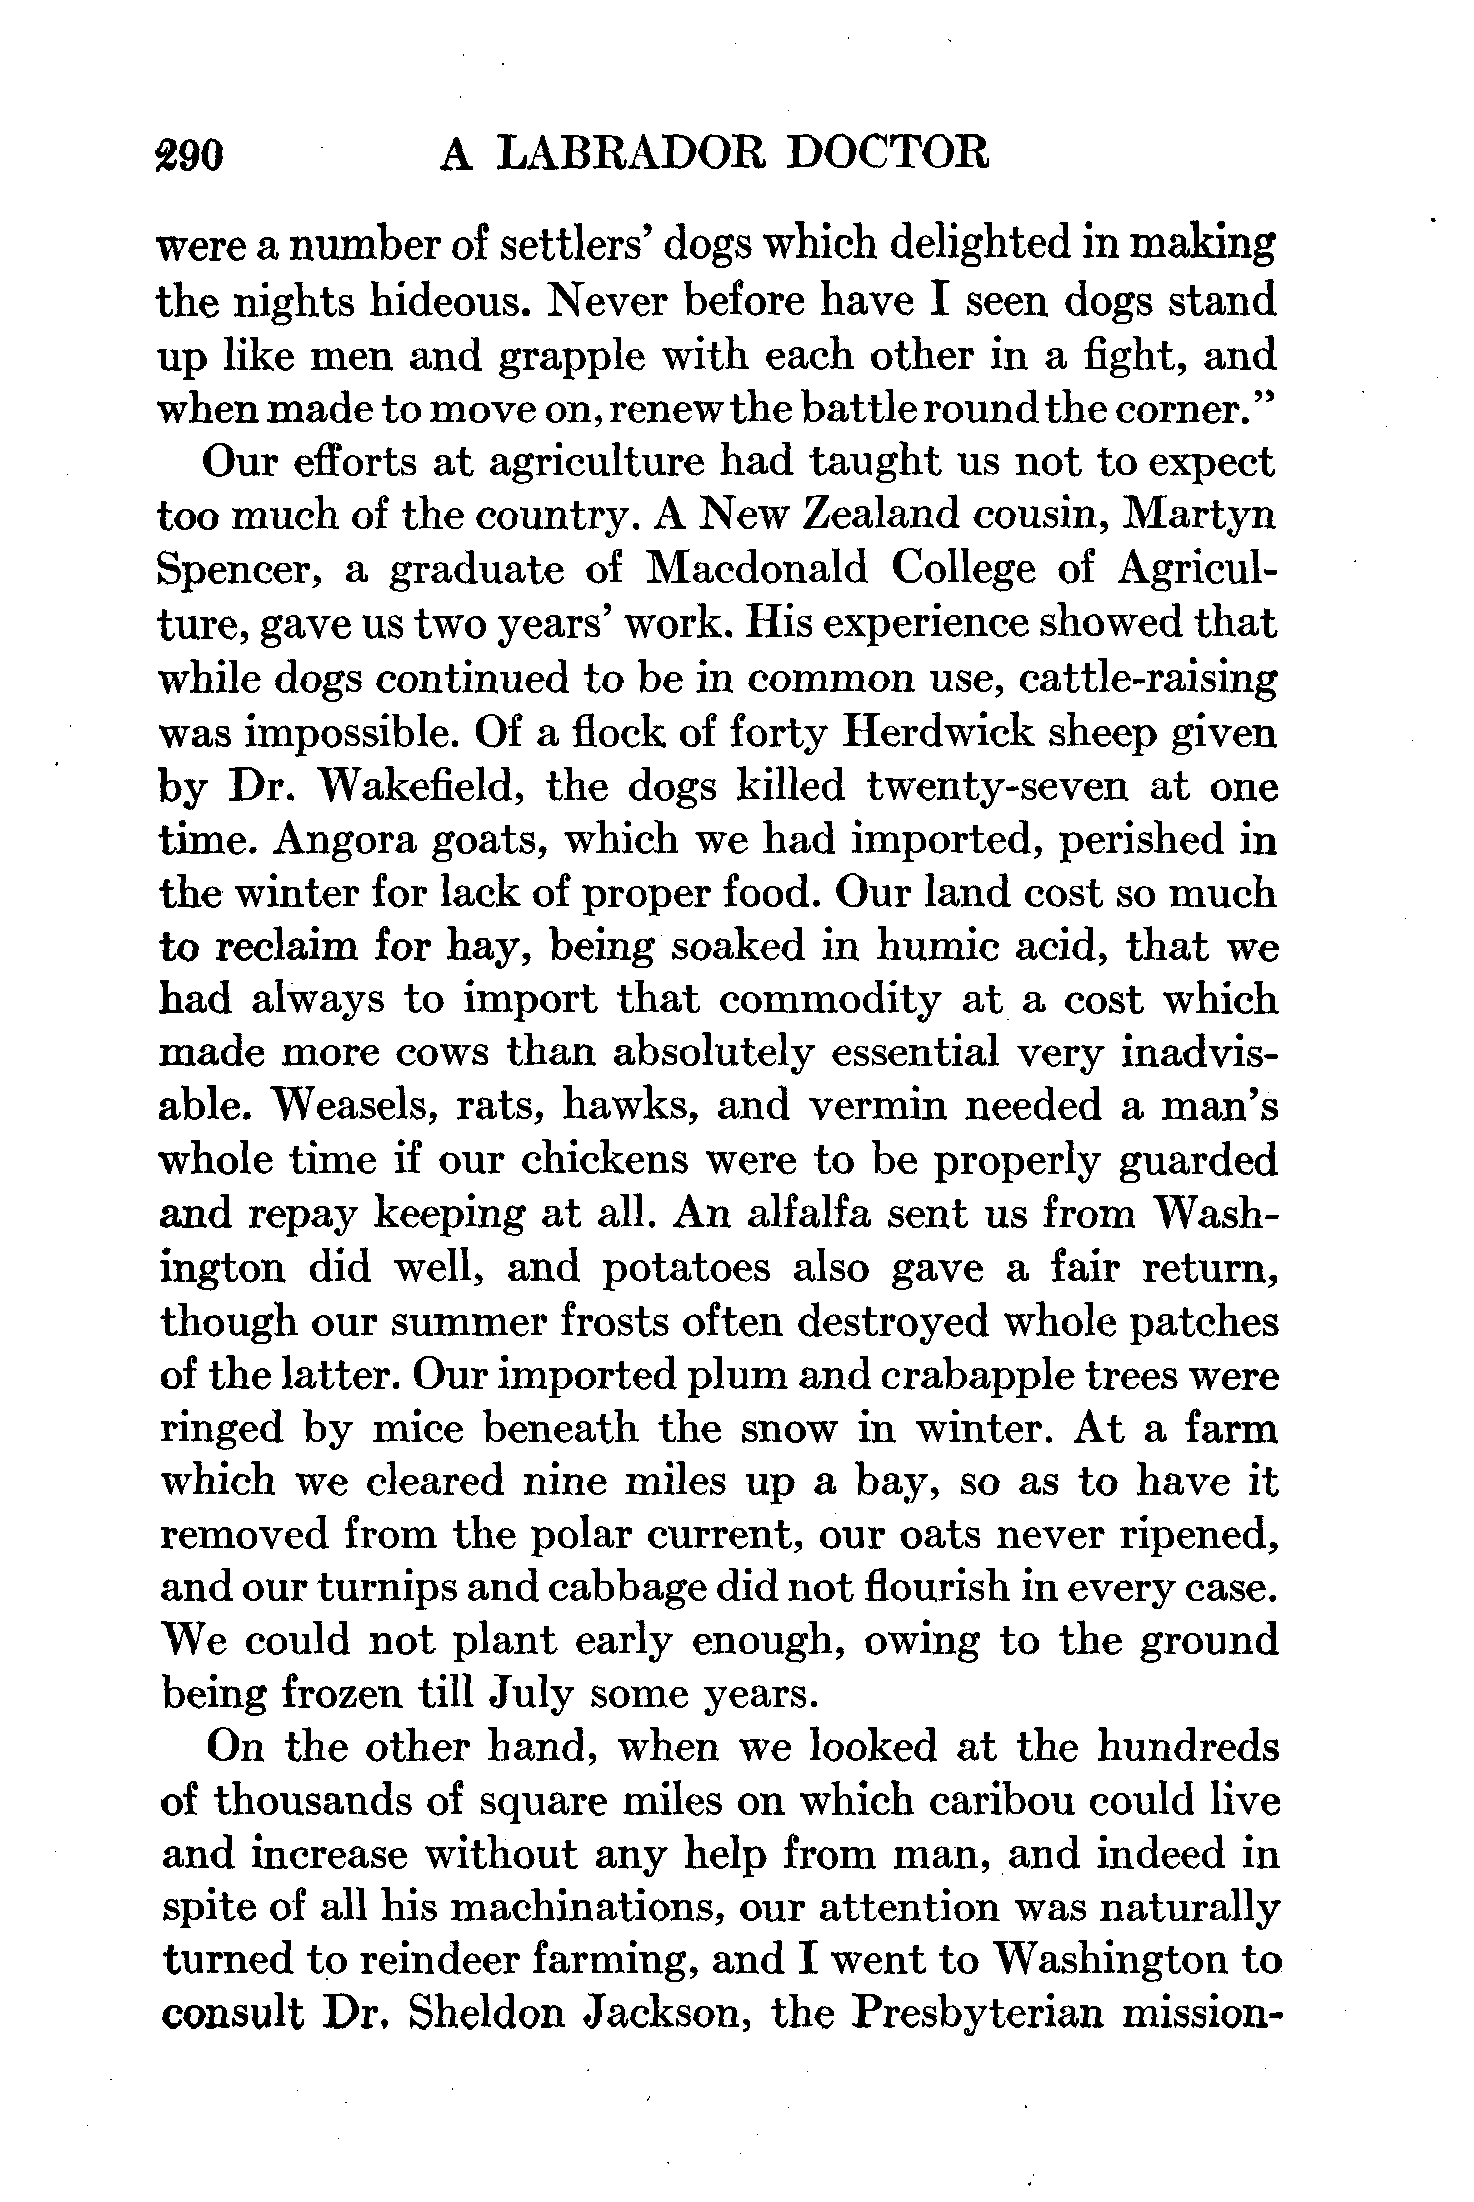 290 A LABRADOR DOCTOR
were a number of settlers’ dogs which delighted in making
the nights hideous. Never before have I seen dogs stand
up like men and grapple with each other in a fight, and
when made to move on, renew the battle round the corner.”
Our efforts at agriculture had taught us not to expect
too much of the country. A New Zealand cousin, Martyn
Spencer, a graduate of Macdonald College of Agricul-
ture, gave us two years’ work. His experience showed that
while dogs continued to be in common use, cattle-raising
was impossible. Of a flock of forty Herdwick sheep given
by Dr. Wakefield, the dogs killed twenty-seven at one
time. Angora goats, which we had imported, perished in
the winter for lack of proper food. Our land cost so much
to reclaim for hay, being soaked in humic acid, that we
had always to import that commodity at a cost which
made more cows than absolutely essential very inadvis-
able. Weasels, rats, hawks, and vermin needed a man’s
whole time if our chickens were to be properly guarded
and repay keeping at all. An alfalfa sent us from Wash-
ington did well, and potatoes also gave a fair return,
though our summer frosts often destroyed whole patches
of the latter. Our imported plum and crabapple trees were
ringed by mice beneath the snow in winter. At a farm
which we cleared nine miles up a bay, so as to have it
removed from the polar current, our oats never ripened,
and our turnips and cabbage did not flourish in every case.
We could not plant early enough, owing to the ground
being frozen till July some years.
On the other hand, when we looked at the hundreds
of thousands of square miles on which caribou could live
and increase without any help from man, and indeed in
spite of all his machinations, our attention was naturally
turned to reindeer farming, and I went to Washington to
consult Dr. Sheldon Jackson, the Presbyterian mission-